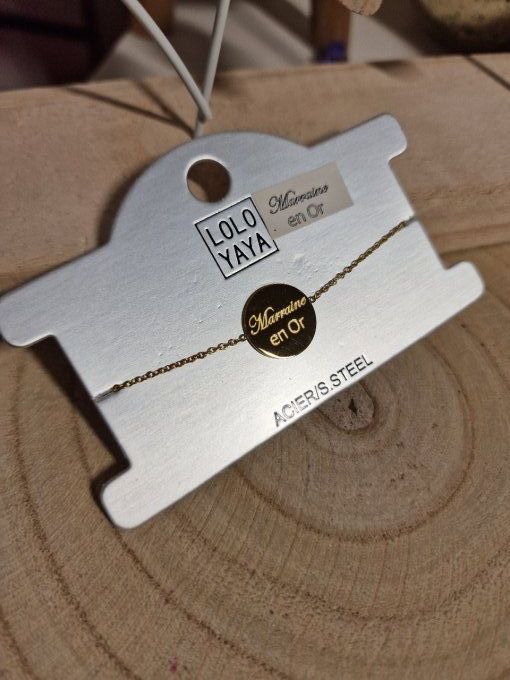 LOLO
YAYA
Marraine
en Or
Marraine
en Or
ACIER/S.STEEL